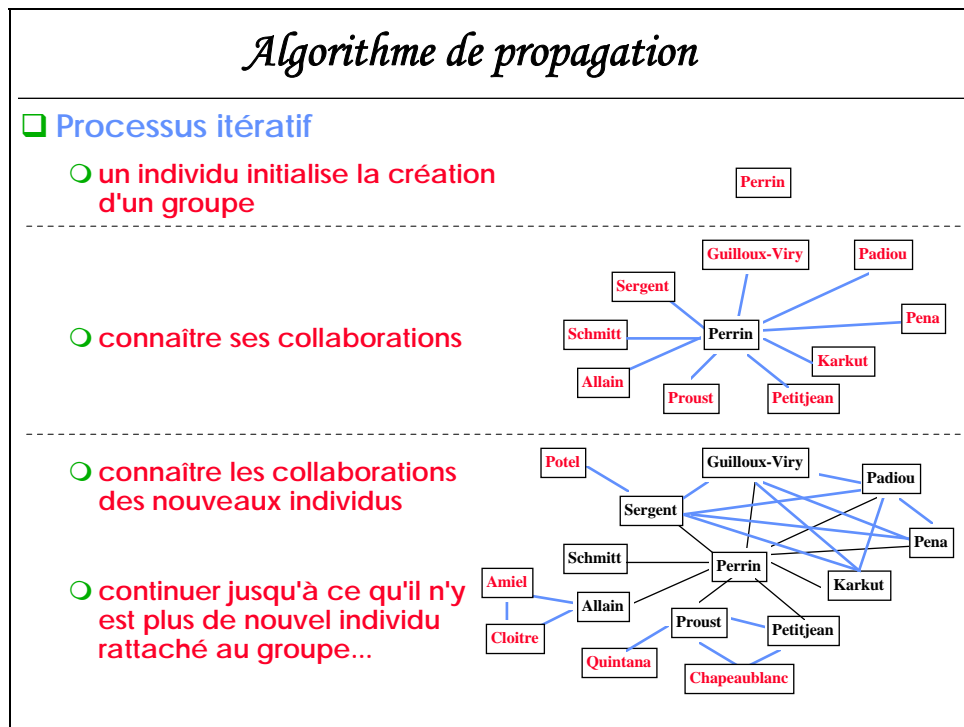 Algorithme de propagation
Processus itératif
un individu initialise la création
d'un groupe
Perrin
connaître ses collaborations
Guilloux-Viry
Padiou
Sergent
Pena
Schmitt
Perrin
Karkut
Allain
Proust
Petitjean
connaître les collaborations
des nouveaux individus
continuer jusqu'à ce qu'il n'y
est plus de nouvel individu
rattaché au groupe...
Potel
Guilloux-Viry
Padiou
Sergent
Pena
Schmitt
Perrin
Karkut
Amiel
Allain
Cloitre
Proust
Petitjean
Quintana
Chapeaublanc